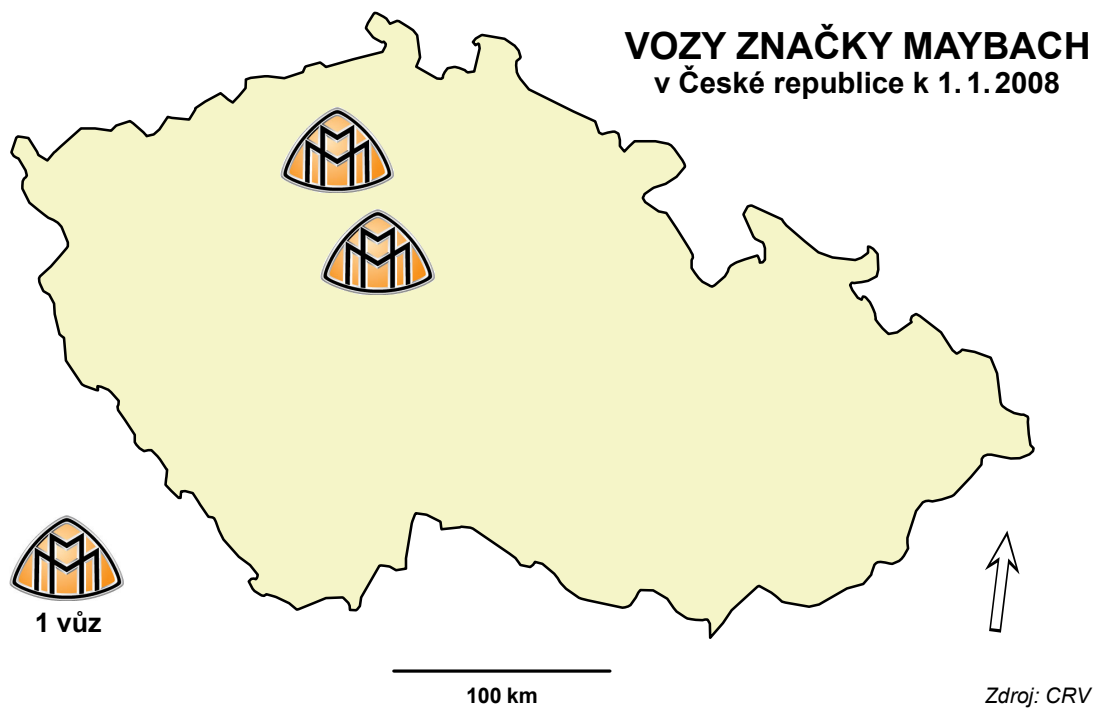 VOZY ZNAČKY MAYBACH
v České republice k 1. 1. 2008
1 vůz
100 km
Zdroj: CRV